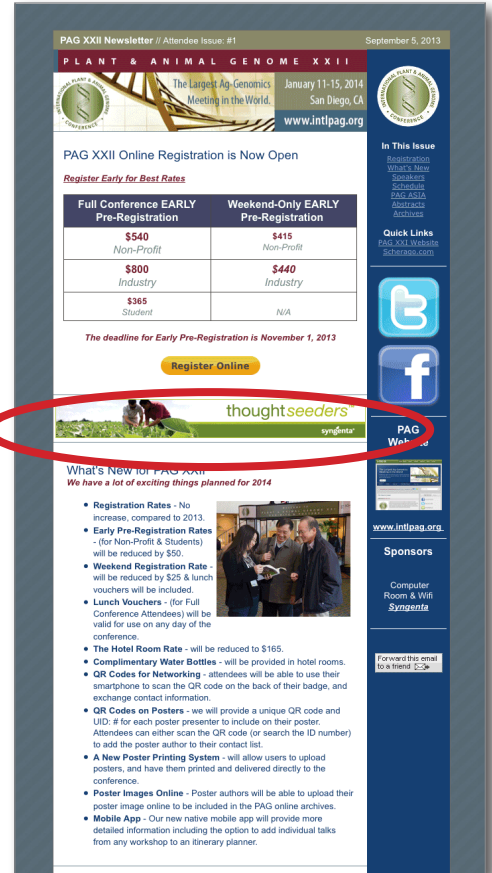 PAG XXII Newsletter // Attendee Issue: #1
September 5, 2013
PLANT & ANIMAL GENOME XXII
The Largest Ag-Genomics
Meeting in the World.
January 11-15, 2014
San Diego, CA
www.intlpag.org
INTERNATIONAL PLANT & ANIMAL GENOME
CONFERENCE
PAG XXII Online Registration is Now Open
Register Early for Best Rates
Full Conference EARLY
Pre-Registration
Weekend-Only EARLY
Pre-Registration
$540
Non-Profit
$415
Non-Profit
$800
Industry
$440
Industry
$365
Student
N/A
The deadline for Early Pre-Registration is November 1, 2013
Register Online
thoughtseeders™
syngenta
What's New for PAG XXII
We have a lot of exciting things planned for 2014
• Registration Rates - No
increase, compared to 2013.
• Early Pre-Registration Rates
- (for Non-Profit & Students)
will be reduced by $50.
• Weekend Registration Rate -
will be reduced by $25 & lunch
vouchers will be included.
• Lunch Vouchers - (for Full
Conference Attendees) will be
valid for use on any day of the
conference.
• The Hotel Room Rate - will be reduced to $165.
• Complimentary Water Bottles - will be provided in hotel rooms.
• QR Codes for Networking - attendees will be able to use their
smartphone to scan the QR code on the back of their badge, and
exchange contact information.
• QR Codes on Posters - we will provide a unique QR code and
UID: # for each poster presenter to include on their poster.
Attendees can either scan the QR code (or search the ID number)
to add the poster author to their contact list.
• A New Poster Printing System - will allow users to upload
posters, and have them printed and delivered directly to the
conference.
• Poster Images Online - Poster authors will be able to upload their
poster image online to be included in the PAG online archives.
• Mobile App - Our new native mobile app will provide more
detailed information including the option to add individual talks
from any workshop to an itinerary planner.
INTERNATIONAL PLANT & ANIMAL GENOME
CONFERENCE
In This Issue
Registration
What's New
Speakers
Schedule
PAG ASIA
Abstracts
Archives
Quick Links
PAG XXI Website
Scherago.com
PAG
Website
www.intlpag.org
Sponsors
Computer
Room & Wifi
Syngenta
Forward this email
to a friend